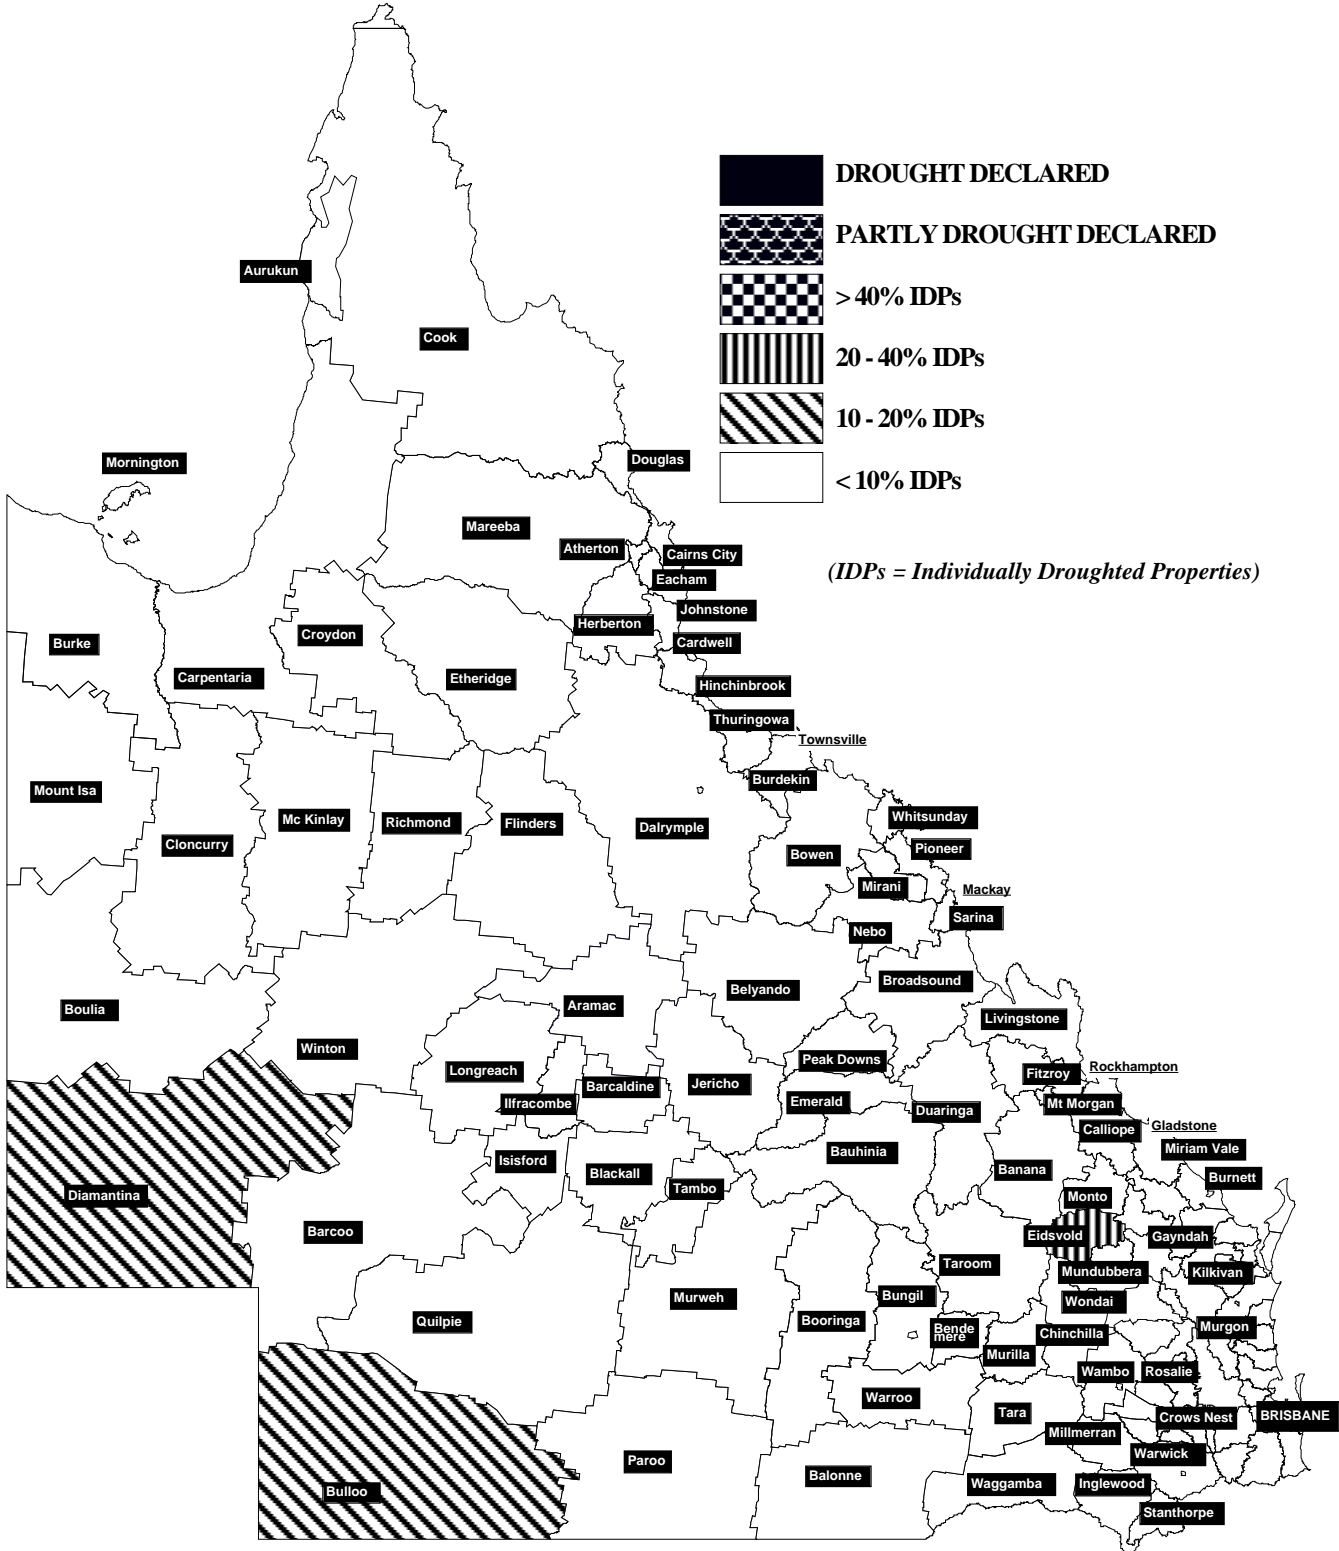 DROUGHT DECLARED
PARTLY DROUGHT DECLARED
> 40% IDPs
20 - 40% IDPs
10 - 20% IDPs
< 10% IDPs
(IDPs = Individually Droughted Properties)
Aurukun
Cook
Mornington
Douglas
Mareeba
Atherton
Cairns City
Eacham
Johnstone
Herberton
Cardwell
Burke
Croydon
Carpentaria
Etheridge
Hinchinbrook
Thuringowa
Townsville
Burdekin
Mount Isa
Cloncurry
Mc Kinlay
Richmond
Flinders
Dalrymple
Whitsunday
Bowen
Pioneer
Mirani
Mackay
Sarina
Nebo
Broadsound
Belyando
Boulia
Aramac
Livingstone
Winton
Peak Downs
Longreach
Rockhampton
Fitzroy
Barcaldine
Jericho
Ilfracombe
Emerald
Duaringa
Mt Morgan
Gladstone
Calliope
Miriam Vale
Bauhinia
Isisford
Blackall
Banana
Burnett
Tambo
Diamantina
Monto
Barcoo
Eidsvold
Gayndah
Taroom
Mundubbera
Kilkivan
Murweh
Bungil
Wondai
Quilpie
Booringa
Bende
mere
Chinchilla
Murgon
Murilla
Wambo
Rosalie
Warroo
Tara
Crows Nest
BRISBANE
Millmerran
Warwick
Paroo
Balonne
Waggamba
Inglewood
Bulloo
Stanthorpe